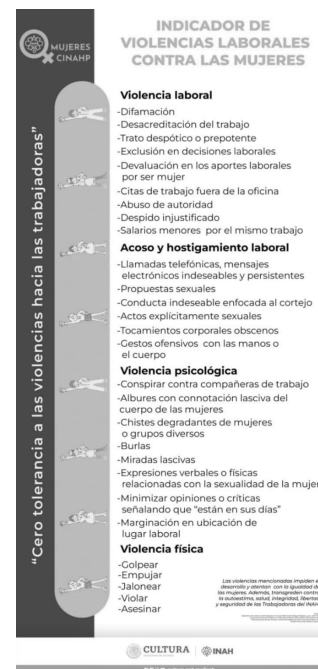 MUJERES
CINAHP
INDICADOR DE
VIOLENCIAS LABORALES
CONTRA LAS MUJERES
"Cero tolerancia a las violencias hacia las trabajadoras"
Violencia laboral
-Difamación
-Desacreditación del trabajo
-Trato despótico o prepotente
-Exclusión en decisiones laborales
-Devaluación en los aportes laborales
por ser mujer
-Citas de trabajo fuera de la oficina
-Abuso de autoridad
-Despido injustificado
-Salarios menores por el mismo trabajo
Acoso y hostigamiento laboral
-Llamadas telefónicas, mensajes
electrónicos indeseables y persistentes
-Propuestas sexuales
-Conducta indeseable enfocada al cortejo
-Actos explícitamente sexuales
-Tocamientos corporales obscenos
-Gestos ofensivos con las manos o
el cuerpo
Violencia psicológica
-Conspirar contra compañeras de trabajo
-Albures con connotación lasciva del
cuerpo de las mujeres
-Chistes degradantes de mujeres
o grupos diversos
-Burlas
-Miradas lascivas
-Expresiones verbales o físicas
relacionadas con la sexualidad de la mujer
-Minimizar opiniones o críticas
señalando que "están en sus días"
-Marginación en ubicación de
lugar laboral
Violencia física
-Golpear
-Empujar
-Jalonear
-Violar
-Asesinar
Las violencias mencionadas impiden el
desarrollo y atentan con la igualdad de
las mujeres. Además, transgreden contra
la autoestima, salud, integridad, libertad
y seguridad de las Trabajadoras del INAH
CULTURA
INAH